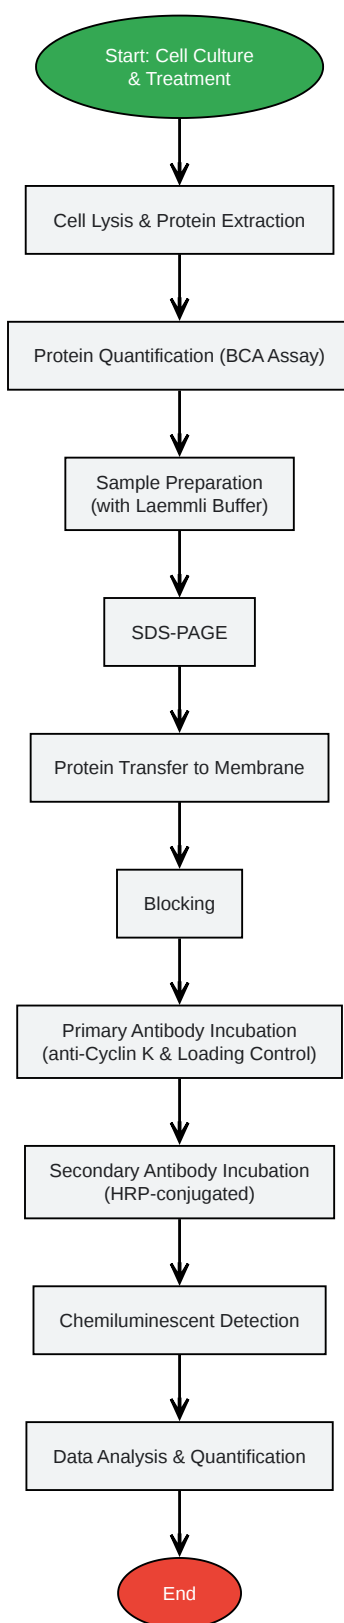 Start: Cell Culture
& Treatment
Cell Lysis & Protein Extraction
Protein Quantification (BCA Assay)
Sample Preparation
(with Laemmli Buffer)
SDS-PAGE
Protein Transfer to Membrane
Blocking
Primary Antibody Incubation
(anti-Cyclin K & Loading Control)
Secondary Antibody Incubation
(HRP-conjugated)
Chemiluminescent Detection
Data Analysis & Quantification
End